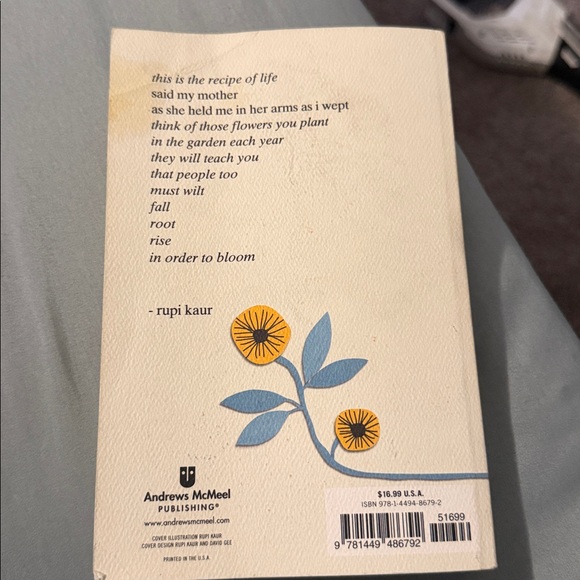 this is the recipe of life
said my mother
as she held me in her arms as i wept
think of those flowers you plant
in the garden each year
they will teach you
that people too
must wilt
fall
root
rise
in order to bloom
- rupi kaur
Andrews McMeel
PUBLISHING®
www.andrewsmcmeel.com
COVER ILLUSTRATION RUPI KAUR
COVER DESIGN RUPI KAUR AND DAVID GEE
PRINTED IN THE U.S.A.
$16.99 U.S.A.
ISBN 978-1-4494-8679-2
51699
9 781449 486792